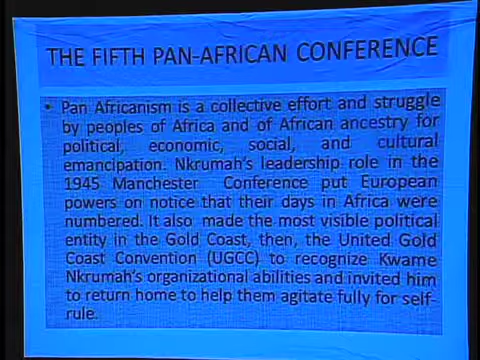 THE FIFTH PAN-AFRICAN CONFERENCE
• Pan Africanism is a collective effort and struggle
by peoples of Africa and of African ancestry for
political, economic, social, and cultural
emancipation. Nkrumah's leadership role in the
1945 Manchester Conference put European
powers on notice that their days in Africa were
numbered. It also made the most visible political
entity in the Gold Coast, then, the United Gold
Coast Convention (UGCC) to recognize Kwame
Nkrumah's organizational abilities and invited him
to return home to help them agitate fully for self-
rule.